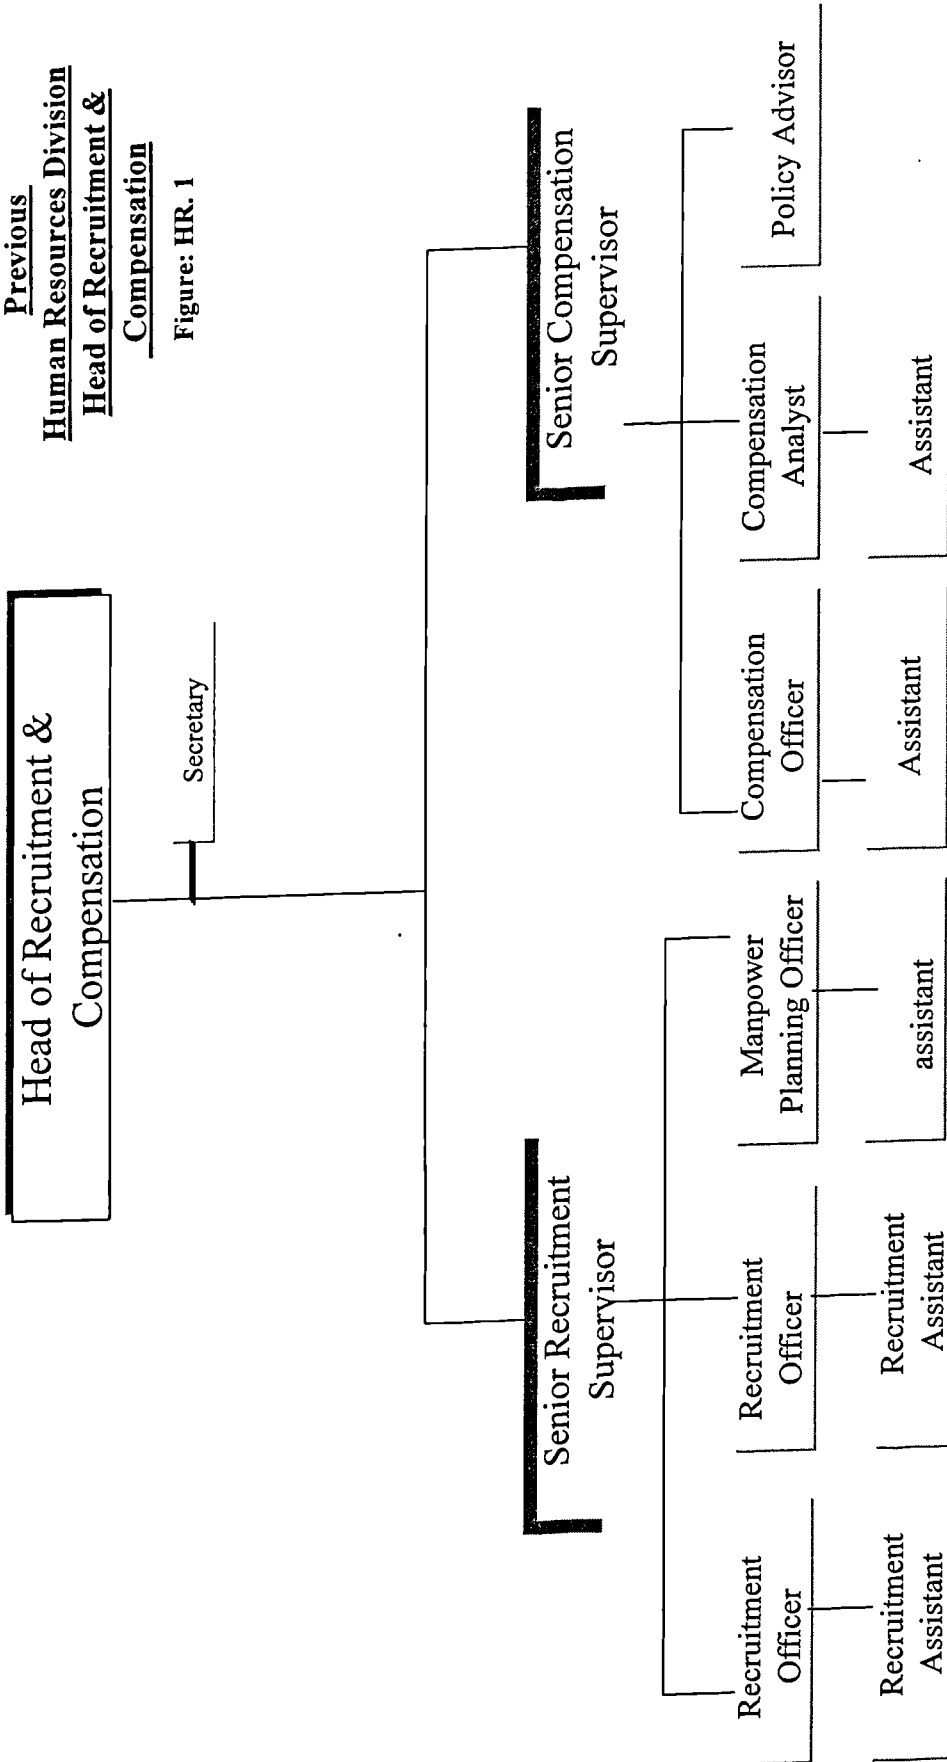 Previous
Human Resources Division
Head of Recruitment &
Compensation
Figure: HR. 1
Head of Recruitment &
Compensation
Secretary
Senior Recruitment
Supervisor
Senior Compensation
Supervisor
Recruitment
Officer
Recruitment
Officer
Manpower
Planning Officer
Compensation
Officer
Compensation
Analyst
Policy Advisor
Recruitment
Assistant
Recruitment
Assistant
assistant
Assistant
Assistant